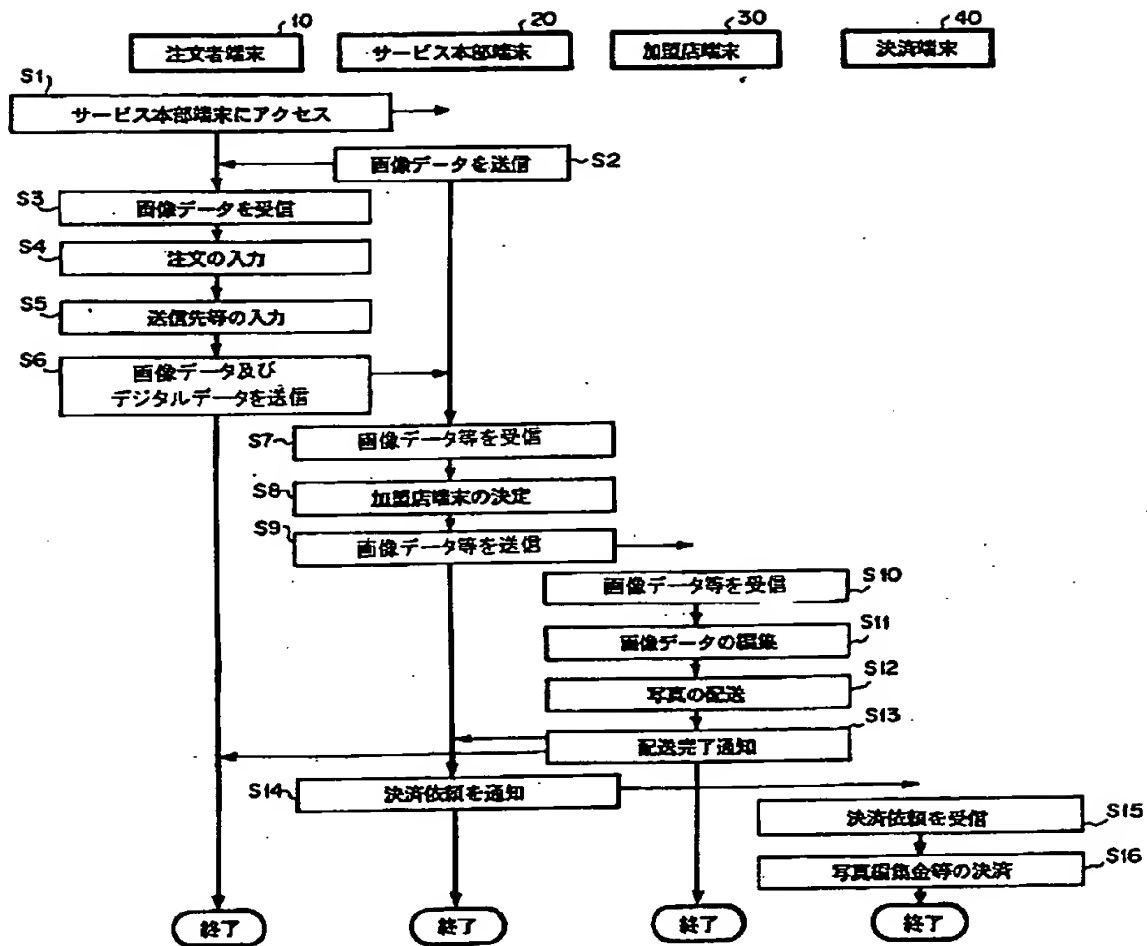 10
20
30
40
注文者端末
サービス本部端末
加盟店端末
決済端末
S1
サービス本部端末にアクセス
画像データを送信
S2
S3
画像データを受信
S4
注文の入力
S5
送信先等の入力
S6
画像データ及び
デジタルデータを送信
S7
画像データ等を受信
S8
加盟店端末の決定
S9
画像データ等を送信
画像データ等を受信
S10
画像データの編集
S11
写真の配送
S12
配送完了通知
S13
S14
決済依頼を通知
決済依頼を受信
S15
写真編集金等の決済
S16
終了
終了
終了
終了